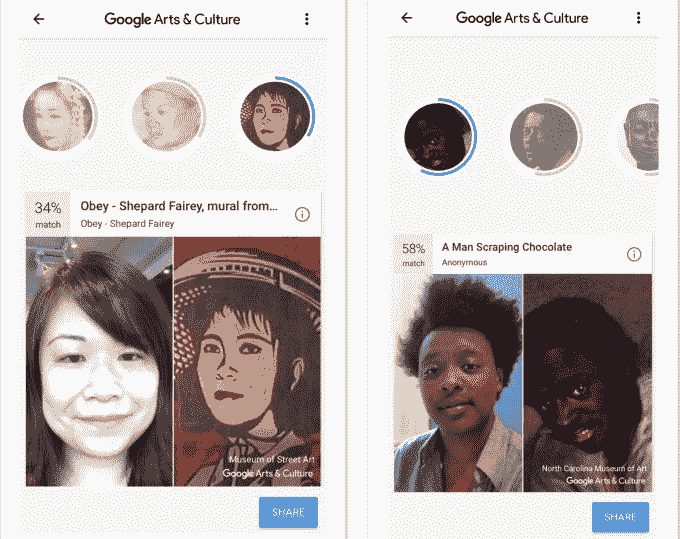 Google Arts & Culture
34%
match
Obey - Shepard Fairey, mural from...
Obey - Shepard Fairey
Museum of Street Art
Google Arts & Culture
SHARE
Google Arts & Culture
58%
match
A Man Scraping Chocolate
Anonymous
North Carolina Museum of Art
Google Arts & Culture
SHARE